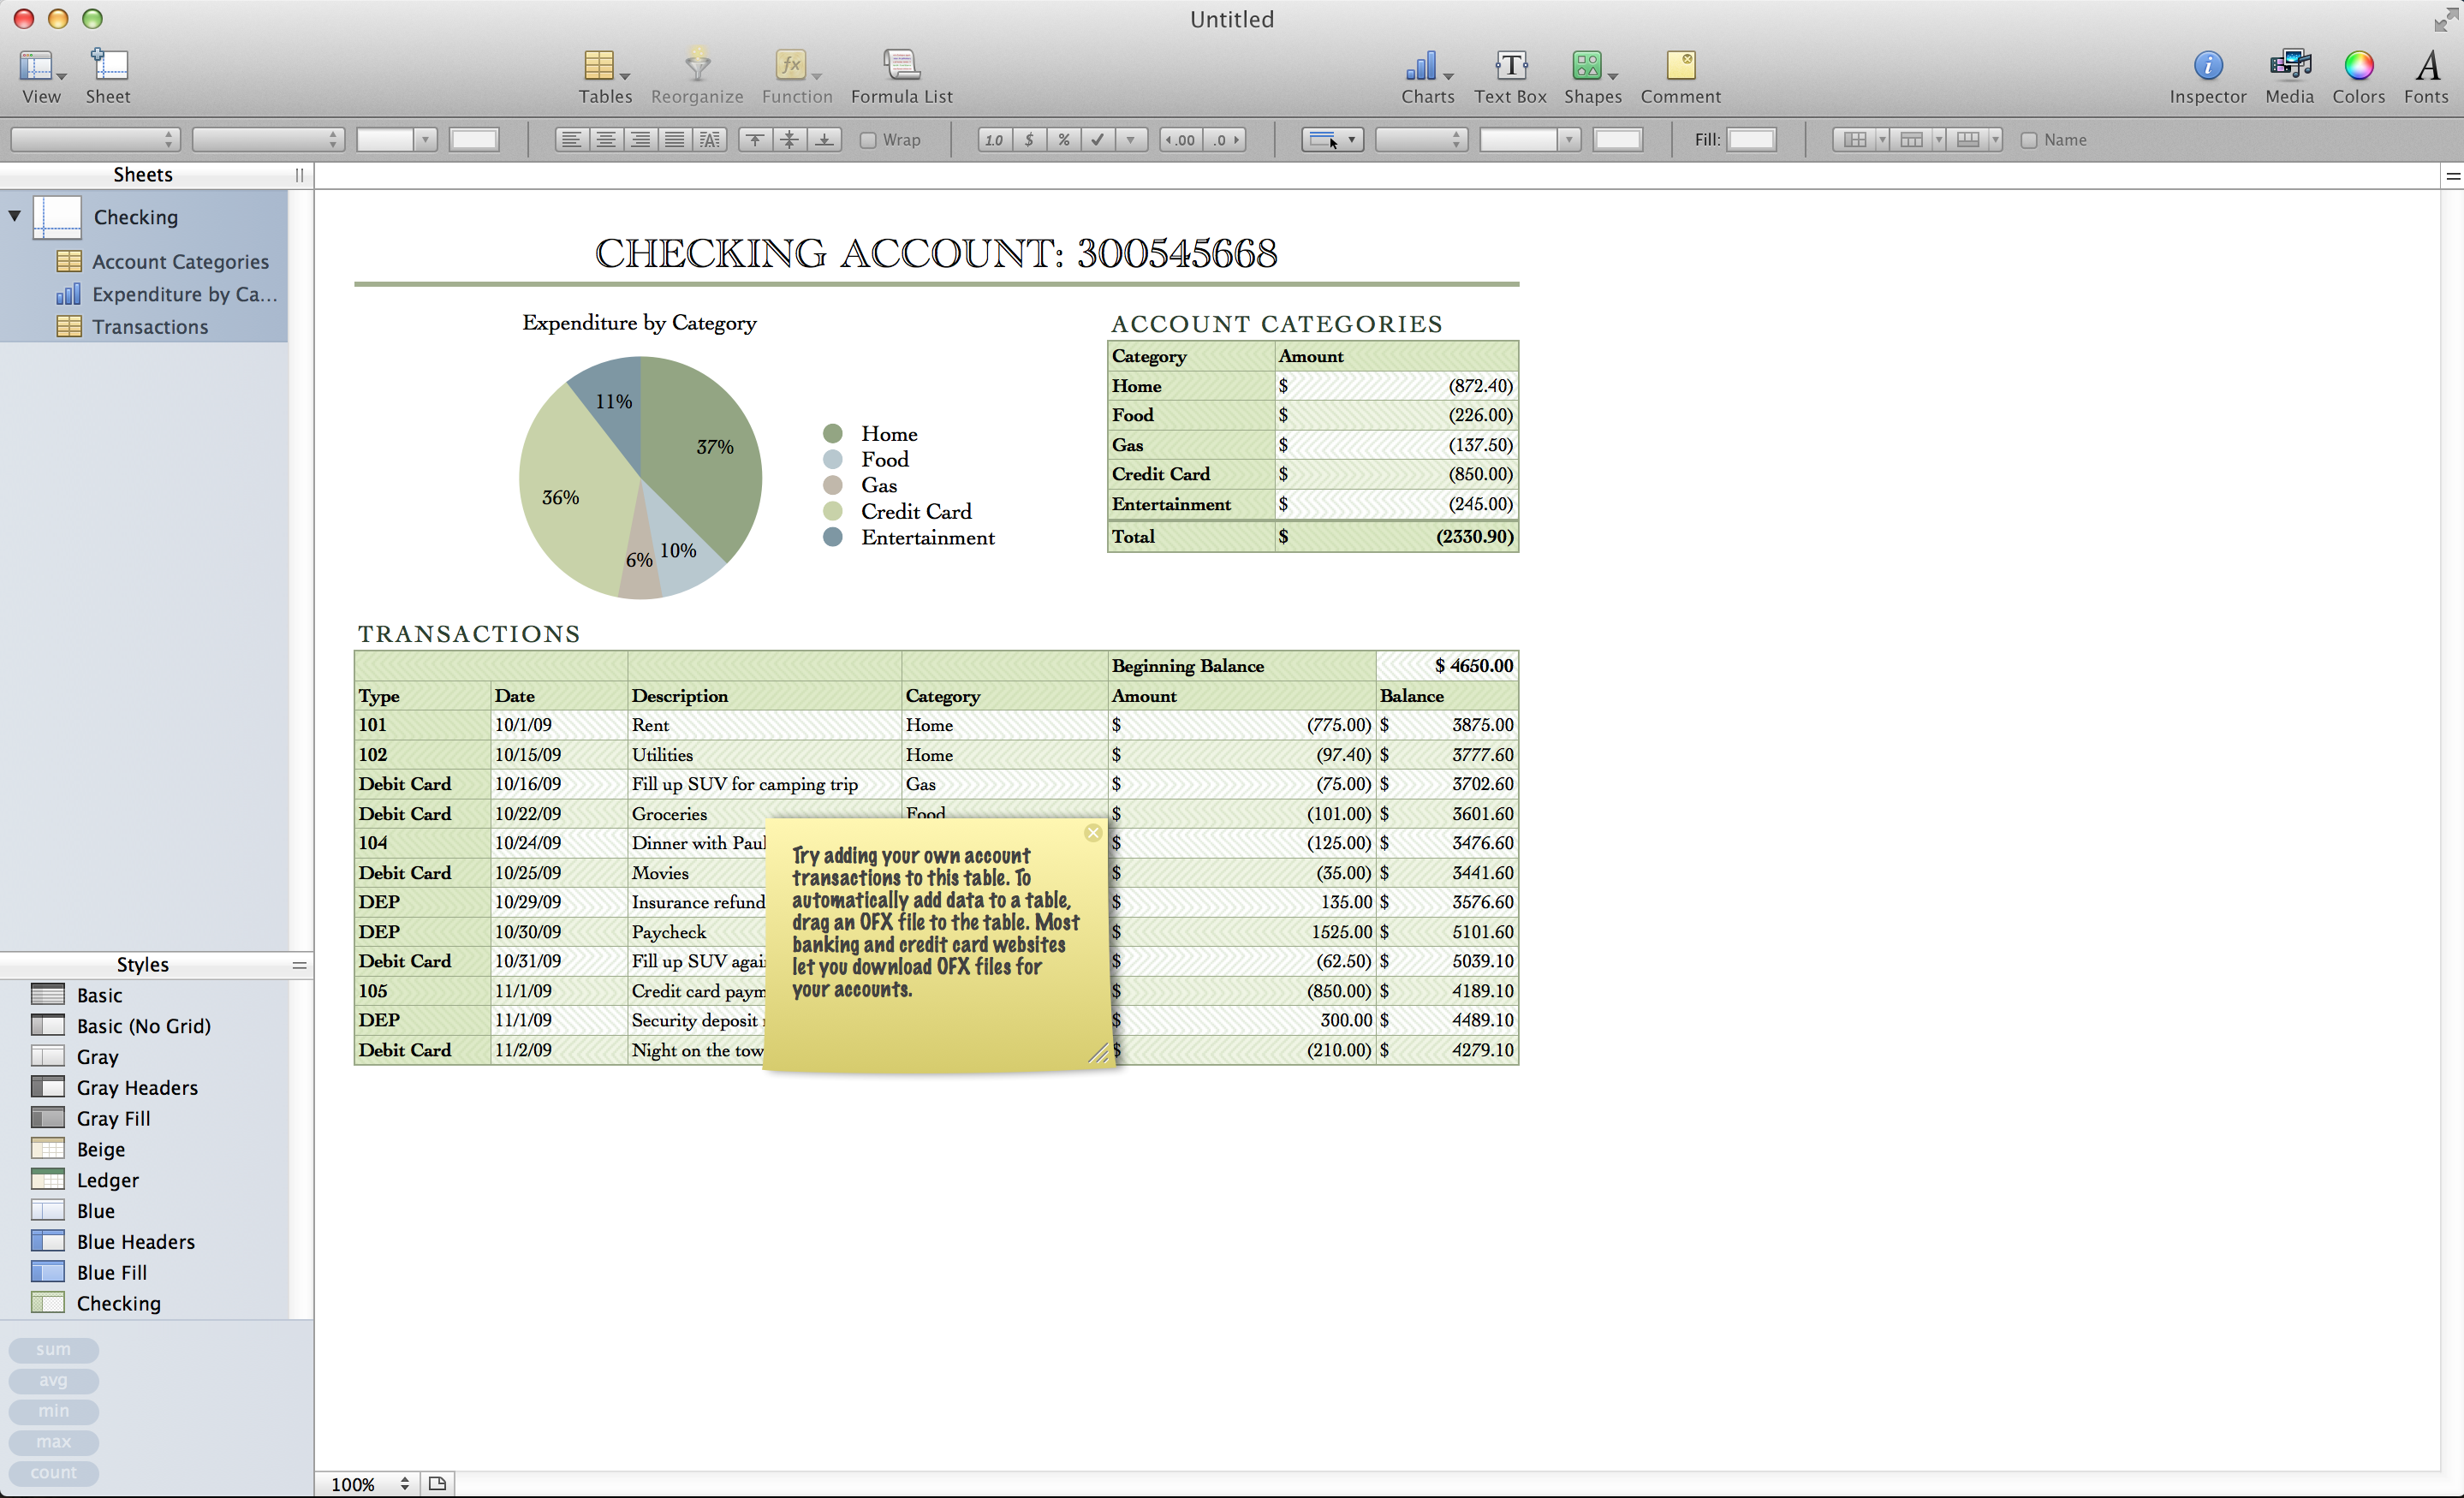 Untitled
View Sheet Tables Reorganize Function Formula List Charts Text Box Shapes Comment Inspector Media Colors Fonts
A Wrap 1.0 $ % .00 .0 Fill: Name
Sheets
Checking
Account Categories
Expenditure by Ca...
Transactions
CHECKING ACCOUNT: 300545668
Expenditure by Category
11%
37%
36%
6% 10%
Home
Food
Gas
Credit Card
Entertainment
ACCOUNT CATEGORIES
Category Amount
Home $ (872.40)
Food $ (226.00)
Gas $ (137.50)
Credit Card $ (850.00)
Entertainment $ (245.00)
Total $ (2330.90)
TRANSACTIONS
Beginning Balance $ 4650.00
Type Date Description Category Amount Balance
101 10/1/09 Rent Home $ (775.00) $ 3875.00
102 10/15/09 Utilities Home $ (97.40) $ 3777.60
Debit Card 10/16/09 Fill up SUV for camping trip Gas $ (75.00) $ 3702.60
Debit Card 10/22/09 Groceries Food $ (101.00) $ 3601.60
104 10/24/09 Dinner with Paul $ (125.00) $ 3476.60
Debit Card 10/25/09 Movies $ (35.00) $ 3441.60
DEP 10/29/09 Insurance refund $ 135.00 $ 3576.60
DEP 10/30/09 Paycheck $ 1525.00 $ 5101.60
Debit Card 10/31/09 Fill up SUV agai $ (62.50) $ 5039.10
105 11/1/09 Credit card paym $ (850.00) $ 4189.10
DEP 11/1/09 Security deposit $ 300.00 $ 4489.10
Debit Card 11/2/09 Night on the tow $ (210.00) $ 4279.10
Try adding your own account
transactions to this table. To
automatically add data to a table,
drag an OFX file to the table. Most
banking and credit card websites
let you download OFX files for
your accounts.
Styles
Basic
Basic (No Grid)
Gray
Gray Headers
Gray Fill
Beige
Ledger
Blue
Blue Headers
Blue Fill
Checking
sum
avg
min
max
count
100%